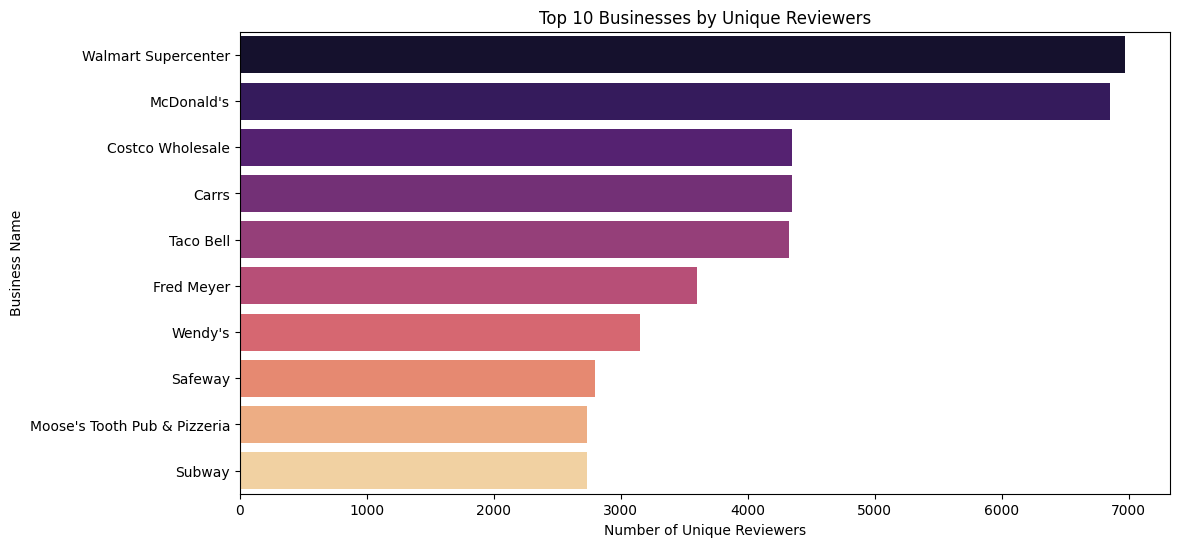 Top 10 Businesses by Unique Reviewers
Business Name
Walmart Supercenter
McDonald's
Costco Wholesale
Carrs
Taco Bell
Fred Meyer
Wendy's
Safeway
Moose's Tooth Pub & Pizzeria
Subway
0 1000 2000 3000 4000 5000 6000 7000
Number of Unique Reviewers